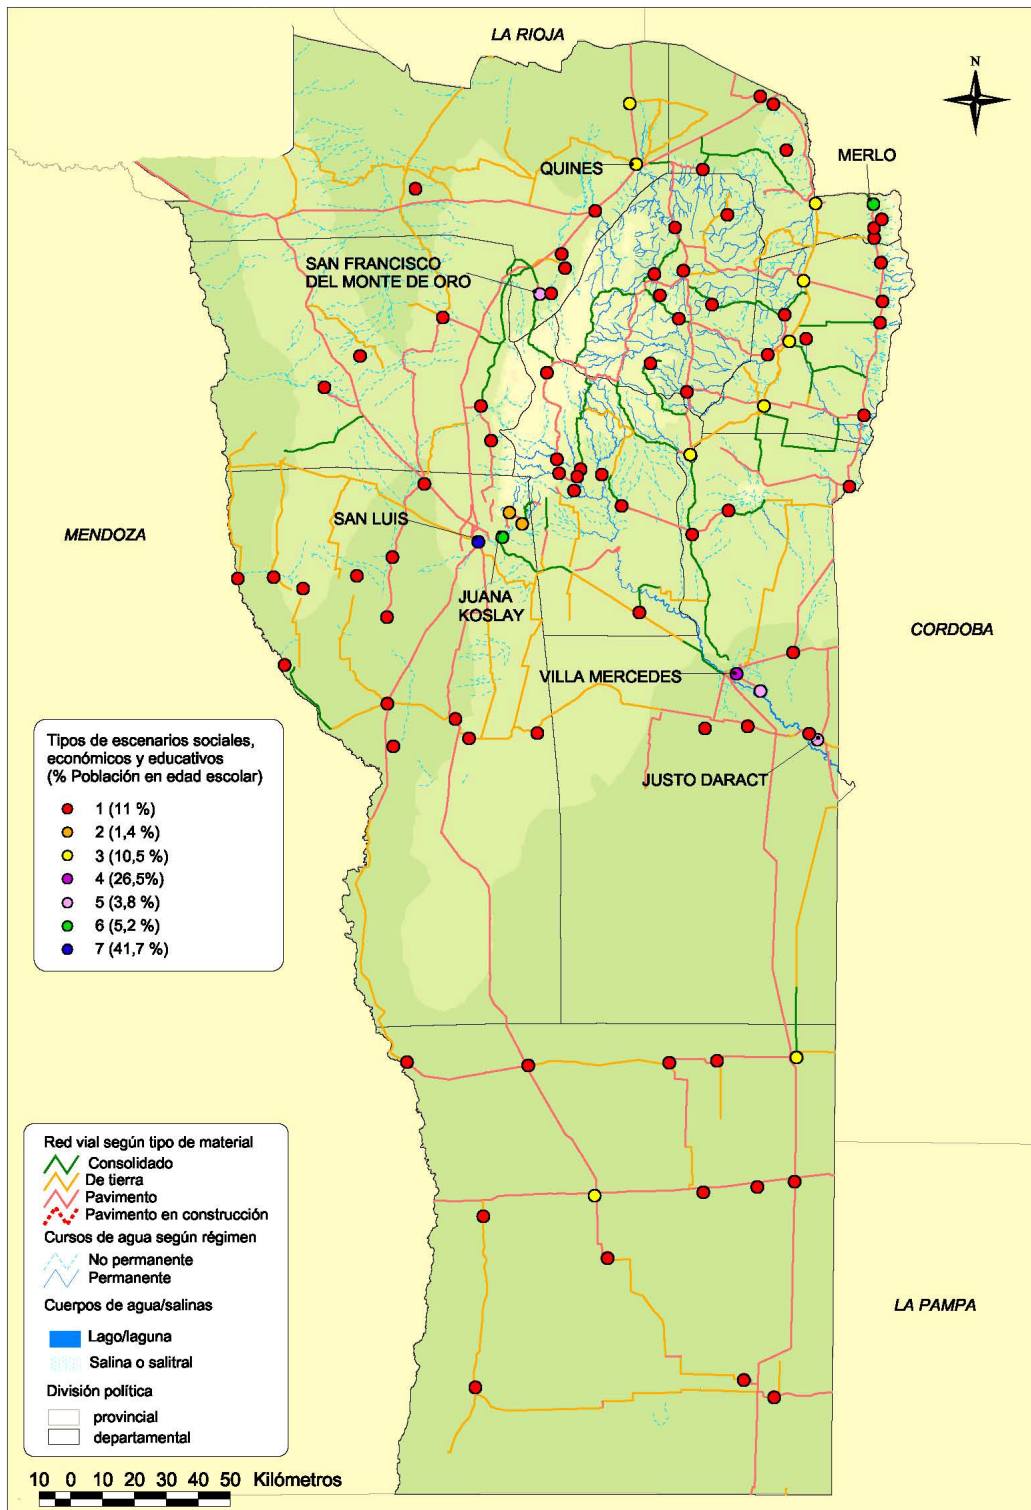 LA RIOJA
N
QUINES
MERLO
SAN FRANCISCO
DEL MONTE DE ORO
MENDOZA
SAN LUIS
JUANA
KOSLAY
CORDOBA
VILLA MERCEDES
JUSTO DARACT
Tipos de escenarios sociales,
económicos y educativos
(% Población en edad escolar)
1 (11 %)
2 (1,4 %)
3 (10,5 %)
4 (26,5%)
5 (3,8 %)
6 (5,2 %)
7 (41,7 %)
Red vial según tipo de material
Consolidado
De tierra
Pavimento
Pavimento en construcción
Cursos de agua según régimen
No permanente
Permanente
Cuerpos de agua/salinas
Lago/laguna
Salina o salitral
División política
provincial
departamental
LA PAMPA
10 0 10 20 30 40 50 Kilómetros